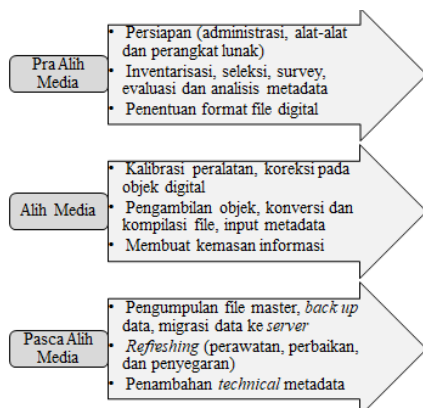 Pra Alih
Media
• Persiapan (administrasi, alat-alat
dan perangkat lunak)
• Inventarisasi, seleksi, survey,
evaluasi dan analisis metadata
• Penentuan format file digital
Alih Media
• Kalibrasi peralatan, koreksi pada
objek digital
• Pengambilan objek, konversi dan
kompilasi file, input metadata
• Membuat kemasan informasi
Pasca Alih
Media
• Pengumpulan file master, back up
data, migrasi data ke server
• Refreshing (perawatan, perbaikan,
dan penyegaran)
• Penambahan technical metadata